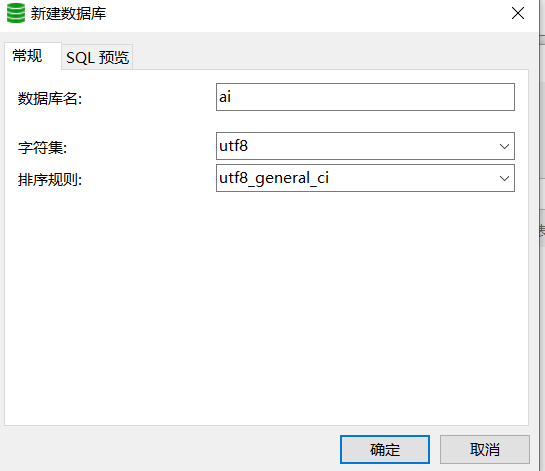 新建数据库
常规 SQL 预览
数据库名: ai
字符集: utf8
排序规则: utf8_general_ci
确定 取消